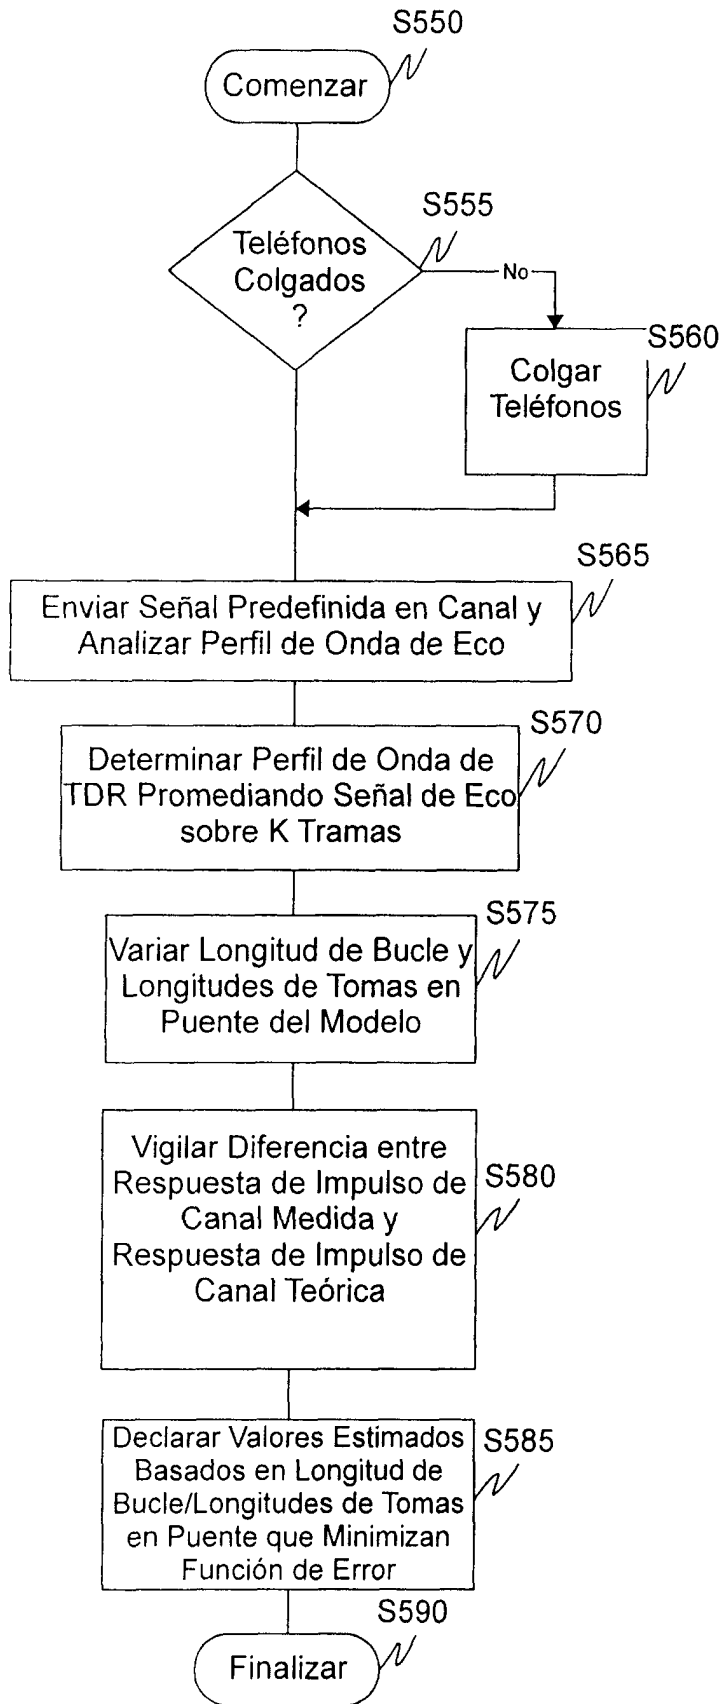 S550
Comenzar
S555
Teléfonos
Colgados
?
No
S560
Colgar
Teléfonos
S565
Enviar Señal Predefinida en Canal y
Analizar Perfil de Onda de Eco
S570
Determinar Perfil de Onda de
TDR Promediando Señal de Eco
sobre K Tramas
S575
Variar Longitud de Bucle y
Longitudes de Tomas en
Puente del Modelo
S580
Vigilar Diferencia entre
Respuesta de Impulso de
Canal Medida y
Respuesta de Impulso de
Canal Teórica
S585
Declarar Valores Estimados
Basados en Longitud de
Bucle/Longitudes de Tomas
en Puente que Minimizan
Función de Error
S590
Finalizar